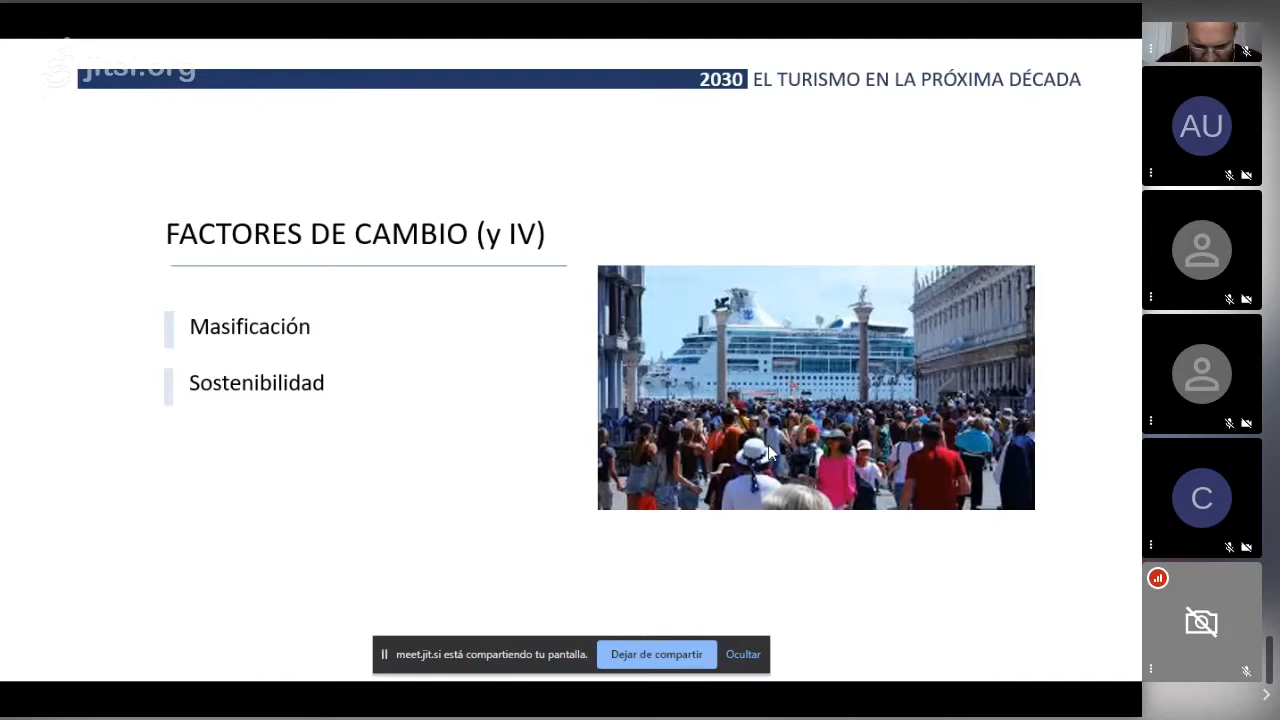 jitsi.org
2030 EL TURISMO EN LA PRÓXIMA DÉCADA
FACTORES DE CAMBIO (y IV)
Masificación
Sostenibilidad
meet.jit.si está compartiendo tu pantalla.
Dejar de compartir
Ocultar
AU
C